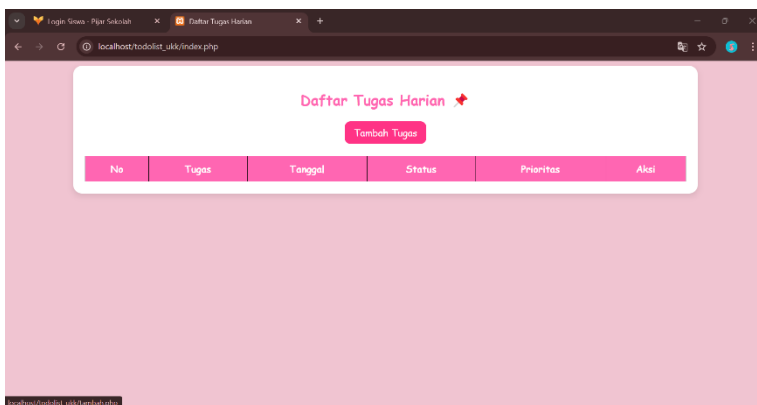 Login Siswa - Pijar Sekolah
Daftar Tugas Harian
localhost/todolist_ukk/index.php
Daftar Tugas Harian
Tambah Tugas
No Tugas Tanggal Status Prioritas Aksi
localhost/todolist_ukk/tambah.php